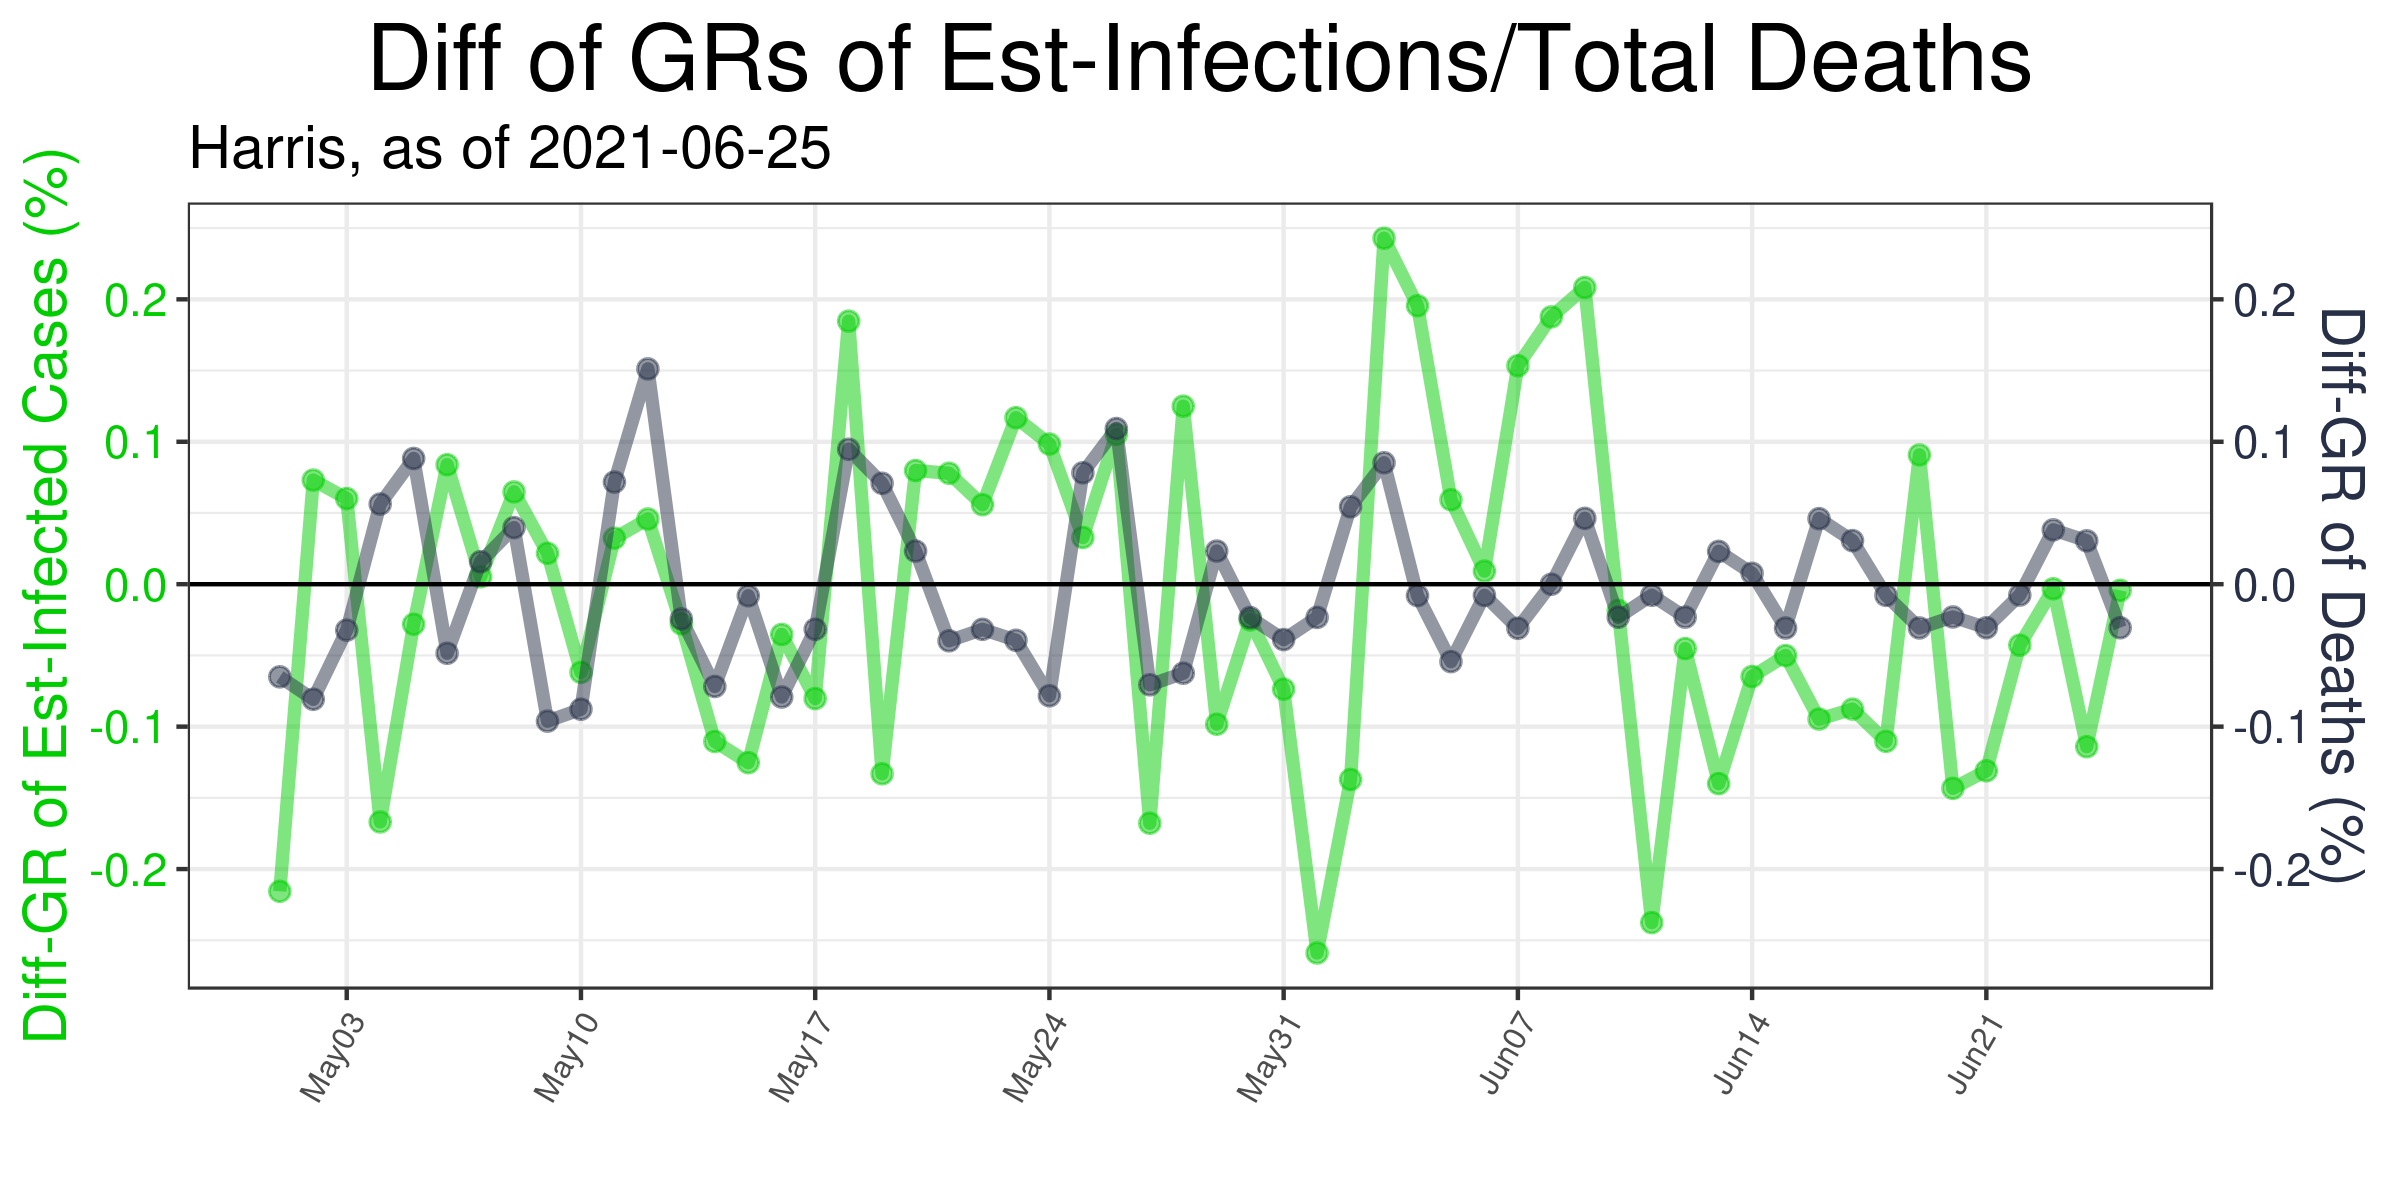 Diff of GRs of Est-Infections/Total Deaths
Harris, as of 2021-06-25
Diff-GR of Est-Infected Cases (%)
0.2
0.1
0.0
-0.1
-0.2
0.2
0.1
0.0
-0.1
-0.2
Diff-GR of Deaths (%)
May03
May10
May17
May24
May31
Jun07
Jun14
Jun21